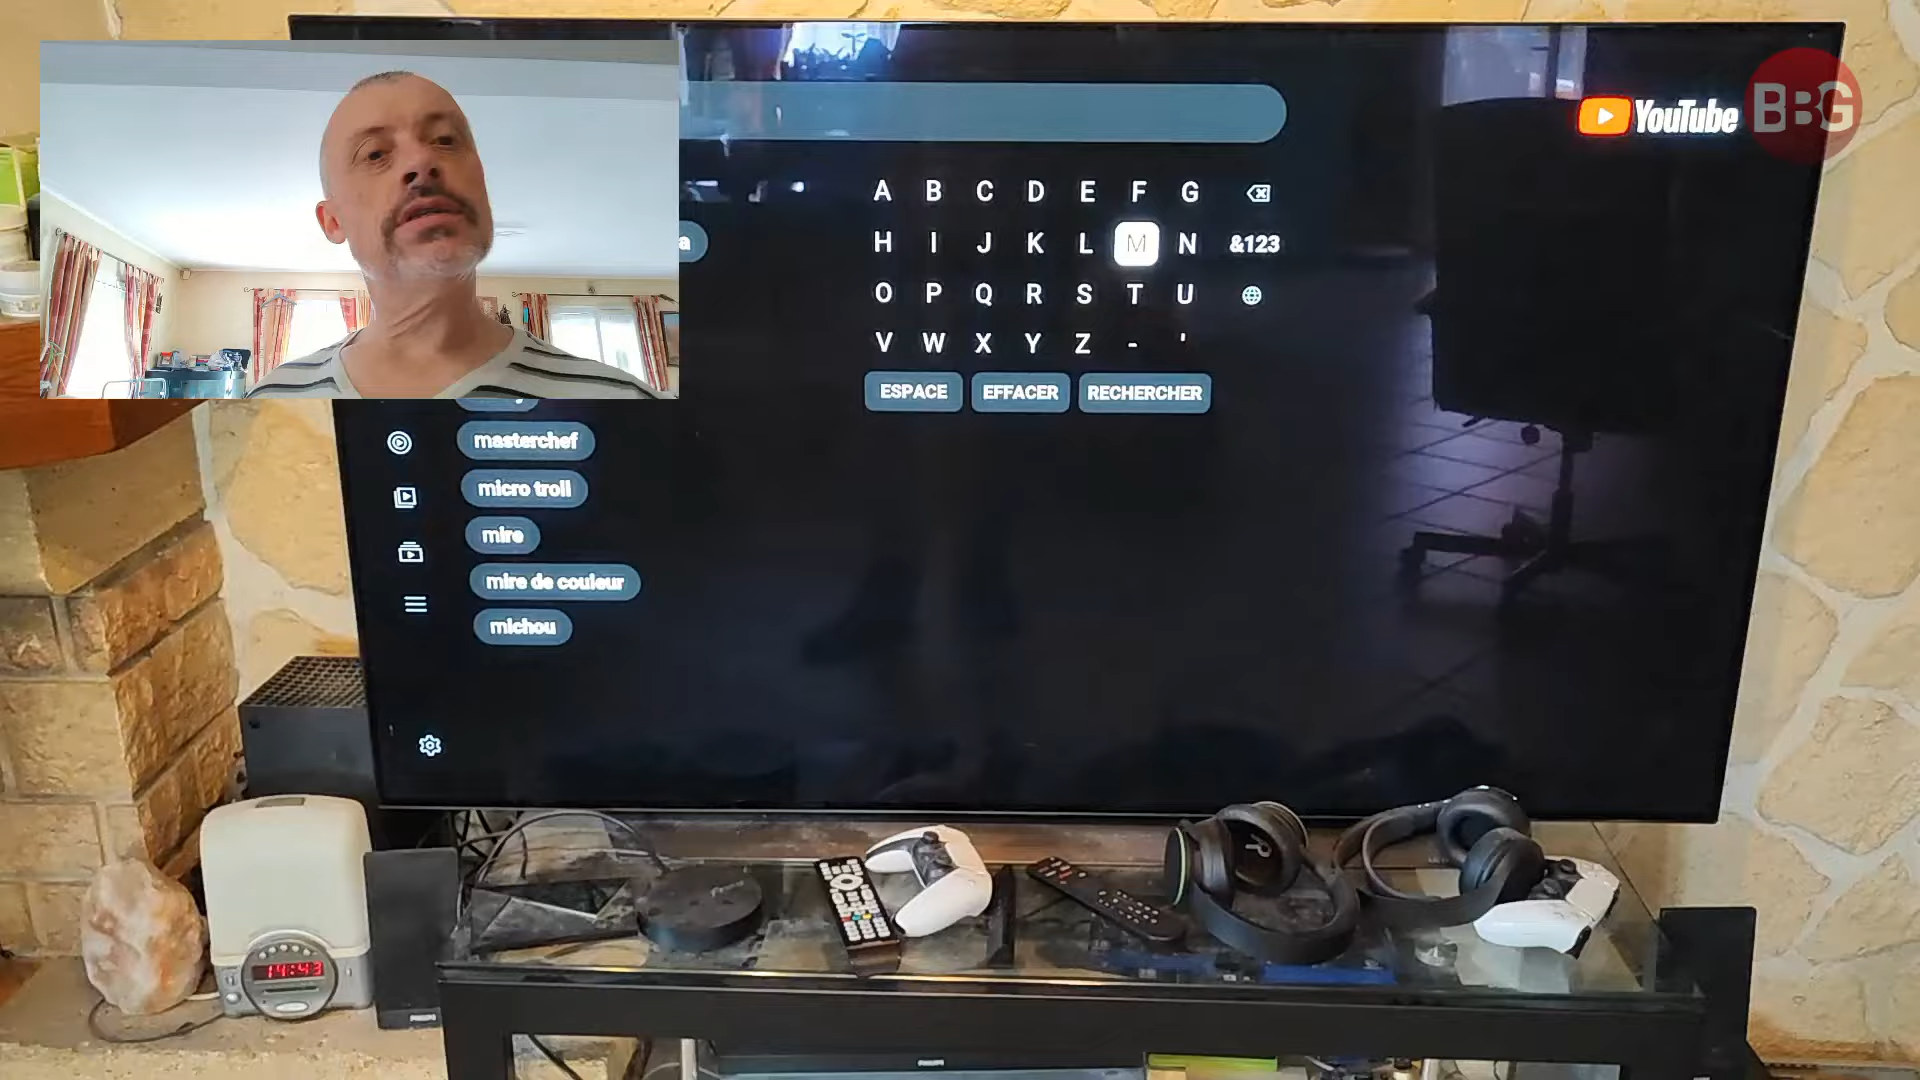 YouTube
BBG
a
A B C D E F G
H I J K L M N &123
O P Q R S T U
V W X Y Z - '
ESPACE EFFACER RECHERCHER
masterchef
micro troll
mire
mire de couleur
michou
14:43
PHILIPS